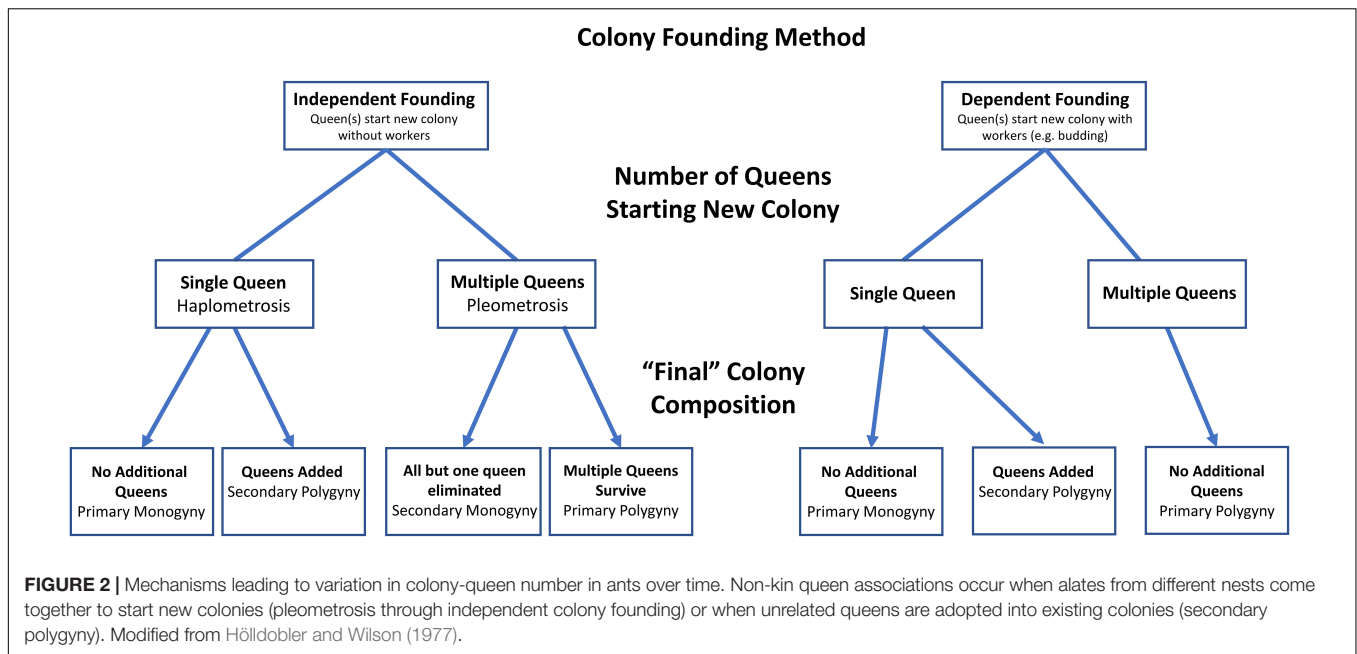 Colony Founding Method
Independent Founding
Queen(s) start new colony
without workers
Dependent Founding
Queen(s) start new colony with
workers (e.g. budding)
Number of Queens
Starting New Colony
Single Queen
Haplometrosis
Multiple Queens
Pleometrosis
Single Queen
Multiple Queens
“Final” Colony
Composition
No Additional
Queens
Primary Monogyny
Queens Added
Secondary Polygyny
All but one queen
eliminated
Secondary Monogyny
Multiple Queens
Survive
Primary Polygyny
No Additional
Queens
Primary Monogyny
Queens Added
Secondary Polygyny
No Additional
Queens
Primary Polygyny
FIGURE 2 | Mechanisms leading to variation in colony-queen number in ants over time. Non-kin queen associations occur when alates from different nests come
together to start new colonies (pleometrosis through independent colony founding) or when unrelated queens are adopted into existing colonies (secondary
polygyny). Modified from Hölldobler and Wilson (1977).